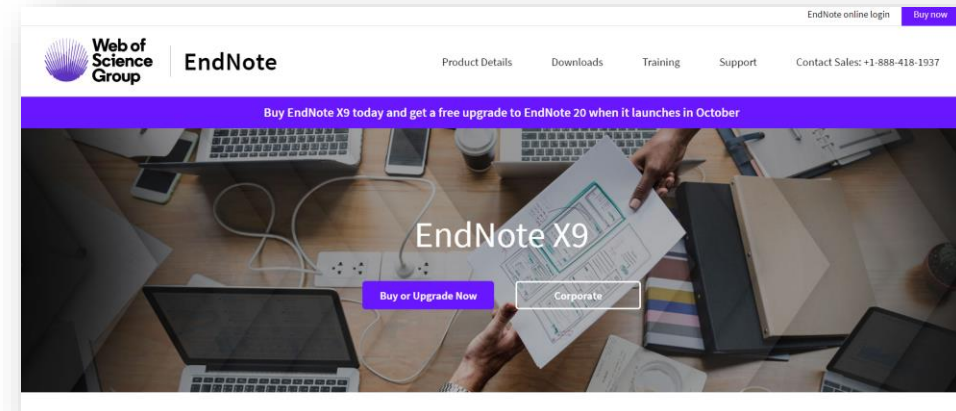 EndNote online login
Buy now
Web of
Science
Group
EndNote
Product Details
Downloads
Training
Support
Contact Sales: +1-888-418-1937
Buy EndNote X9 today and get a free upgrade to EndNote 20 when it launches in October
EndNote X9
Buy or Upgrade Now
Corporate